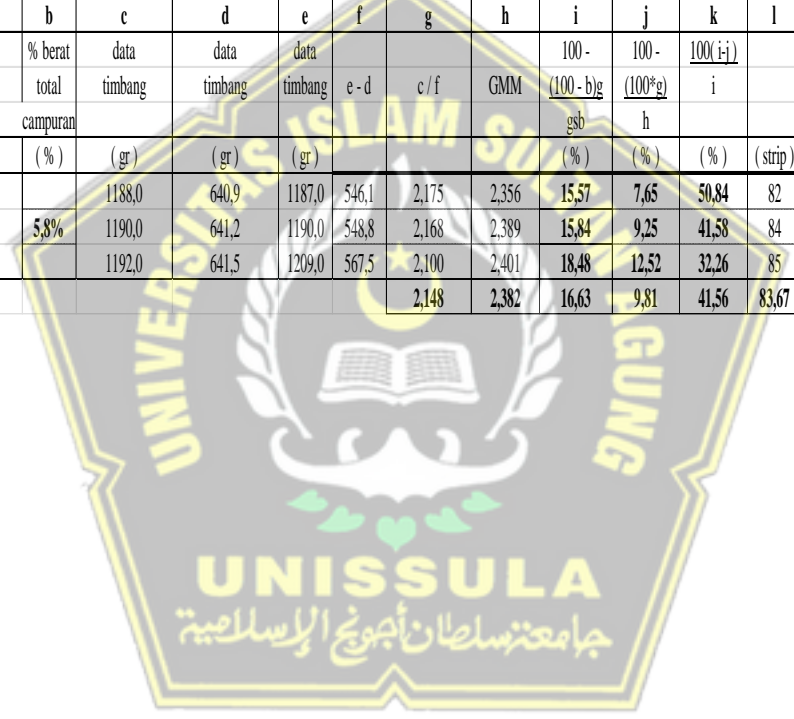 b c d e f g h i j k l
% berat data data data 100 - 100 - 100( i-j )
total timbang timbang timbang e - d c / f GMM (100 - b)g (100*g) i
campuran gsb h
( % ) ( gr ) ( gr ) ( gr ) ( % ) ( % ) ( % ) ( strip )
1188,0 640,9 1187,0 546,1 2,175 2,356 15,57 7,65 50,84 82
5,8% 1190,0 641,2 1190,0 548,8 2,168 2,389 15,84 9,25 41,58 84
1192,0 641,5 1209,0 567,5 2,100 2,401 18,48 12,52 32,26 85
2,148 2,382 16,63 9,81 41,56 83,67
UNIVERSITAS ISLAM SULTAN AGUNG
UNISSULA
جامعة سلطان أجونج الإسلامية